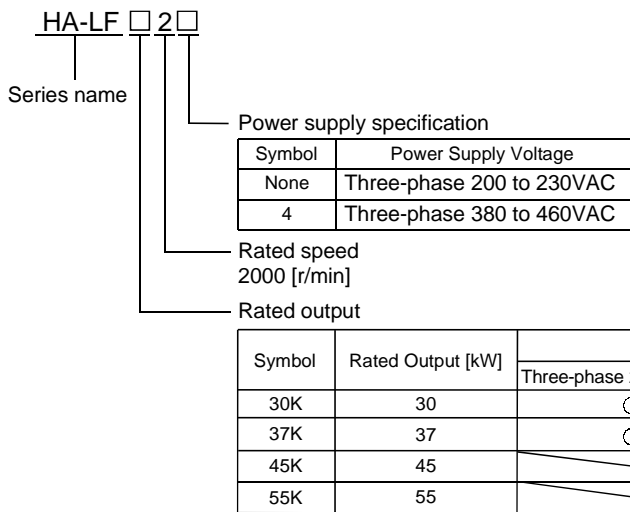 HA-LF □ 2 □
Series name
Power supply specification
Symbol Power Supply Voltage
None Three-phase 200 to 230VAC
4 Three-phase 380 to 460VAC
Rated speed
2000 [r/min]
Rated output
Symbol Rated Output [kW]
Three-phase
30K 30
37K 37
45K 45
55K 55